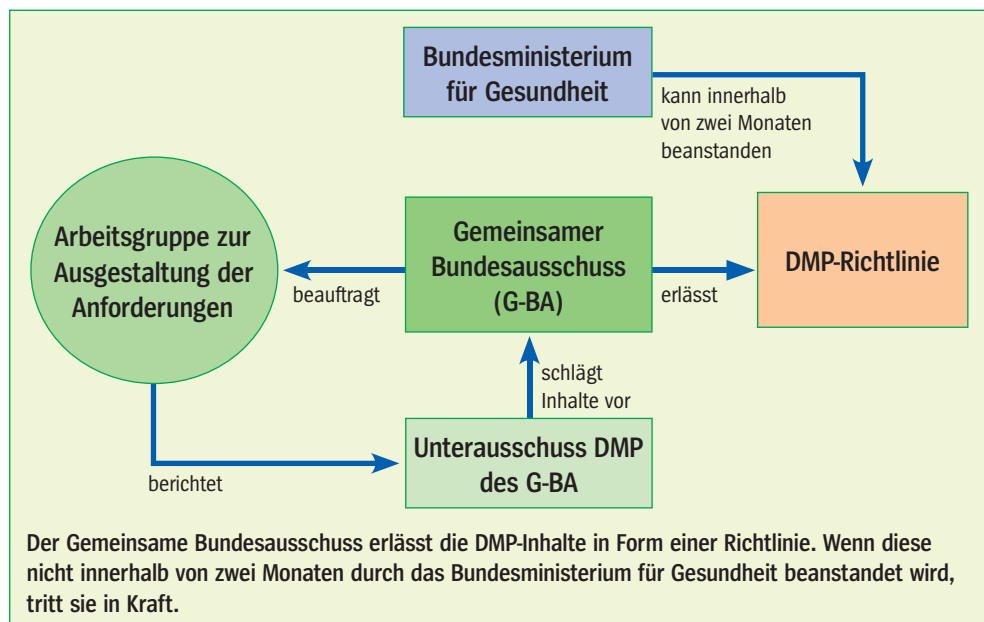 Bundesministerium
für Gesundheit
kann innerhalb
von zwei Monaten
beanstanden
Arbeitsgruppe zur
Ausgestaltung der
Anforderungen
beauftragt
Gemeinsamer
Bundesausschuss
(G-BA)
erlässt
DMP-Richtlinie
schlägt
Inhalte vor
Unterausschuss DMP
des G-BA
berichtet
Der Gemeinsame Bundesausschuss erlässt die DMP-Inhalte in Form einer Richtlinie. Wenn diese
nicht innerhalb von zwei Monaten durch das Bundesministerium für Gesundheit beanstandet wird,
tritt sie in Kraft.